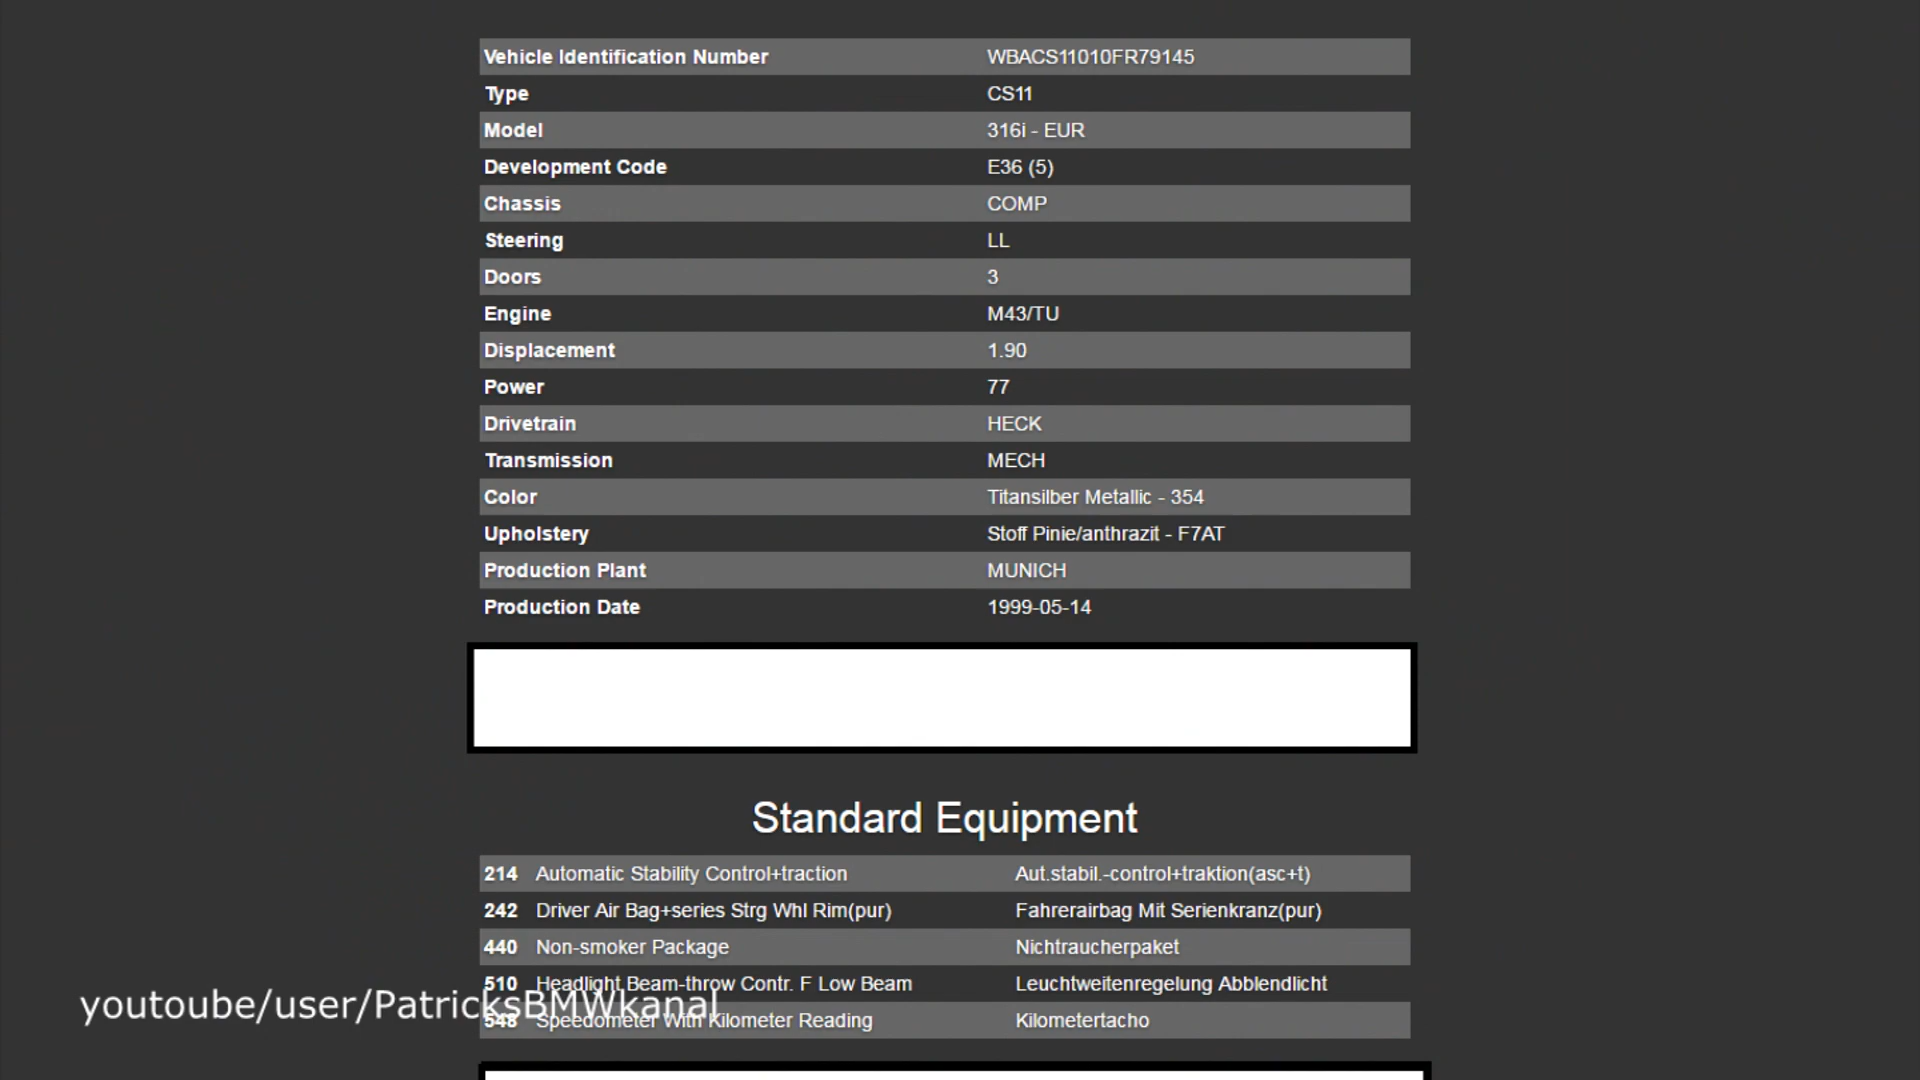 Vehicle Identification Number WBACS11010FR79145
Type CS11
Model 316i - EUR
Development Code E36 (5)
Chassis COMP
Steering LL
Doors 3
Engine M43/TU
Displacement 1.90
Power 77
Drivetrain HECK
Transmission MECH
Color Titansilber Metallic - 354
Upholstery Stoff Pinie/anthrazit - F7AT
Production Plant MUNICH
Production Date 1999-05-14
Standard Equipment
214 Automatic Stability Control+traction Aut.stabil.-control+traktion(asc+t)
242 Driver Air Bag+series Strg Whl Rim(pur) Fahrerairbag Mit Serienkranz(pur)
440 Non-smoker Package Nichtraucherpaket
510 Headlight Beam-throw Contr. F Low Beam Leuchtweitenregelung Abblendlicht
youtoube/user/PatricksBMWkanal
548 Speedometer With Kilometer Reading Kilometertacho